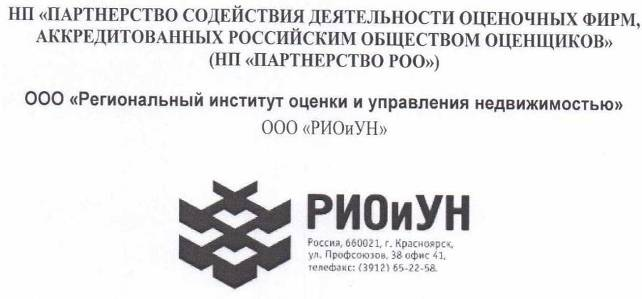 НП «ПАРТНЕРСТВО СОДЕЙСТВИЯ ДЕЯТЕЛЬНОСТИ ОЦЕНОЧНЫХ ФИРМ,
АККРЕДИТОВАННЫХ РОССИЙСКИМ ОБЩЕСТВОМ ОЦЕНЩИКОВ»
(НП «ПАРТНЕРСТВО РОО»)
ООО «Региональный институт оценки и управления недвижимостью»
ООО «РИОиУН»
РИОиУН
Россия, 660021, г. Красноярск,
ул. Профсоюзов, 38 офис 41,
телефакс: (3912) 65-22-58.